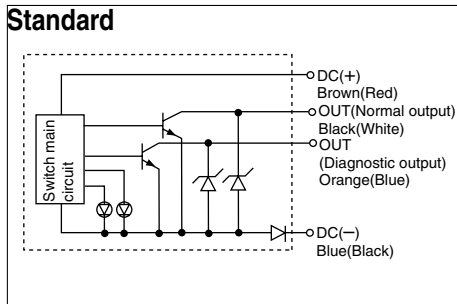 Standard
Switch main
circuit
DC(+)
Brown(Red)
OUT(Normal output)
Black(White)
OUT
(Diagnostic output)
Orange(Blue)
DC(−)
Blue(Black)